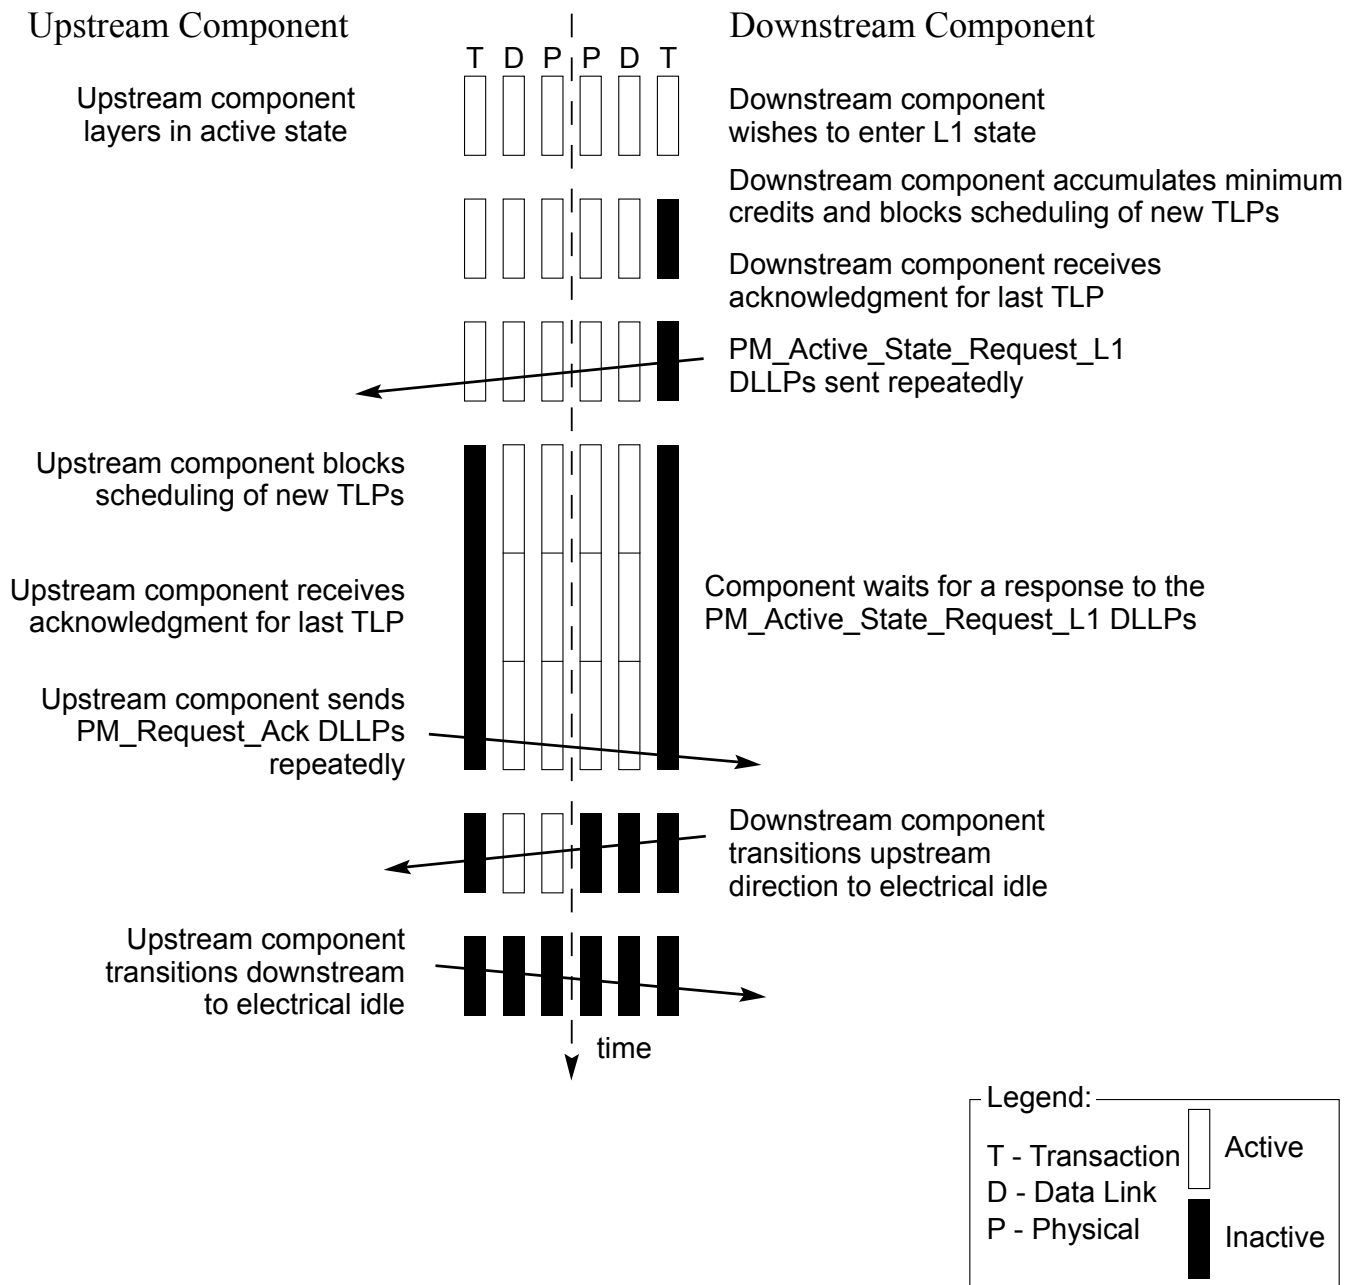 Upstream Component
Downstream Component
T D P P D T
Upstream component
layers in active state
Downstream component
wishes to enter L1 state
Downstream component accumulates minimum
credits and blocks scheduling of new TLPs
Downstream component receives
acknowledgment for last TLP
PM_Active_State_Request_L1
DLLPs sent repeatedly
Upstream component blocks
scheduling of new TLPs
Upstream component receives
acknowledgment for last TLP
Component waits for a response to the
PM_Active_State_Request_L1 DLLPs
Upstream component sends
PM_Request_Ack DLLPs
repeatedly
Downstream component
transitions upstream
direction to electrical idle
Upstream component
transitions downstream
to electrical idle
time
Legend:
T - Transaction
D - Data Link
P - Physical
Active
Inactive